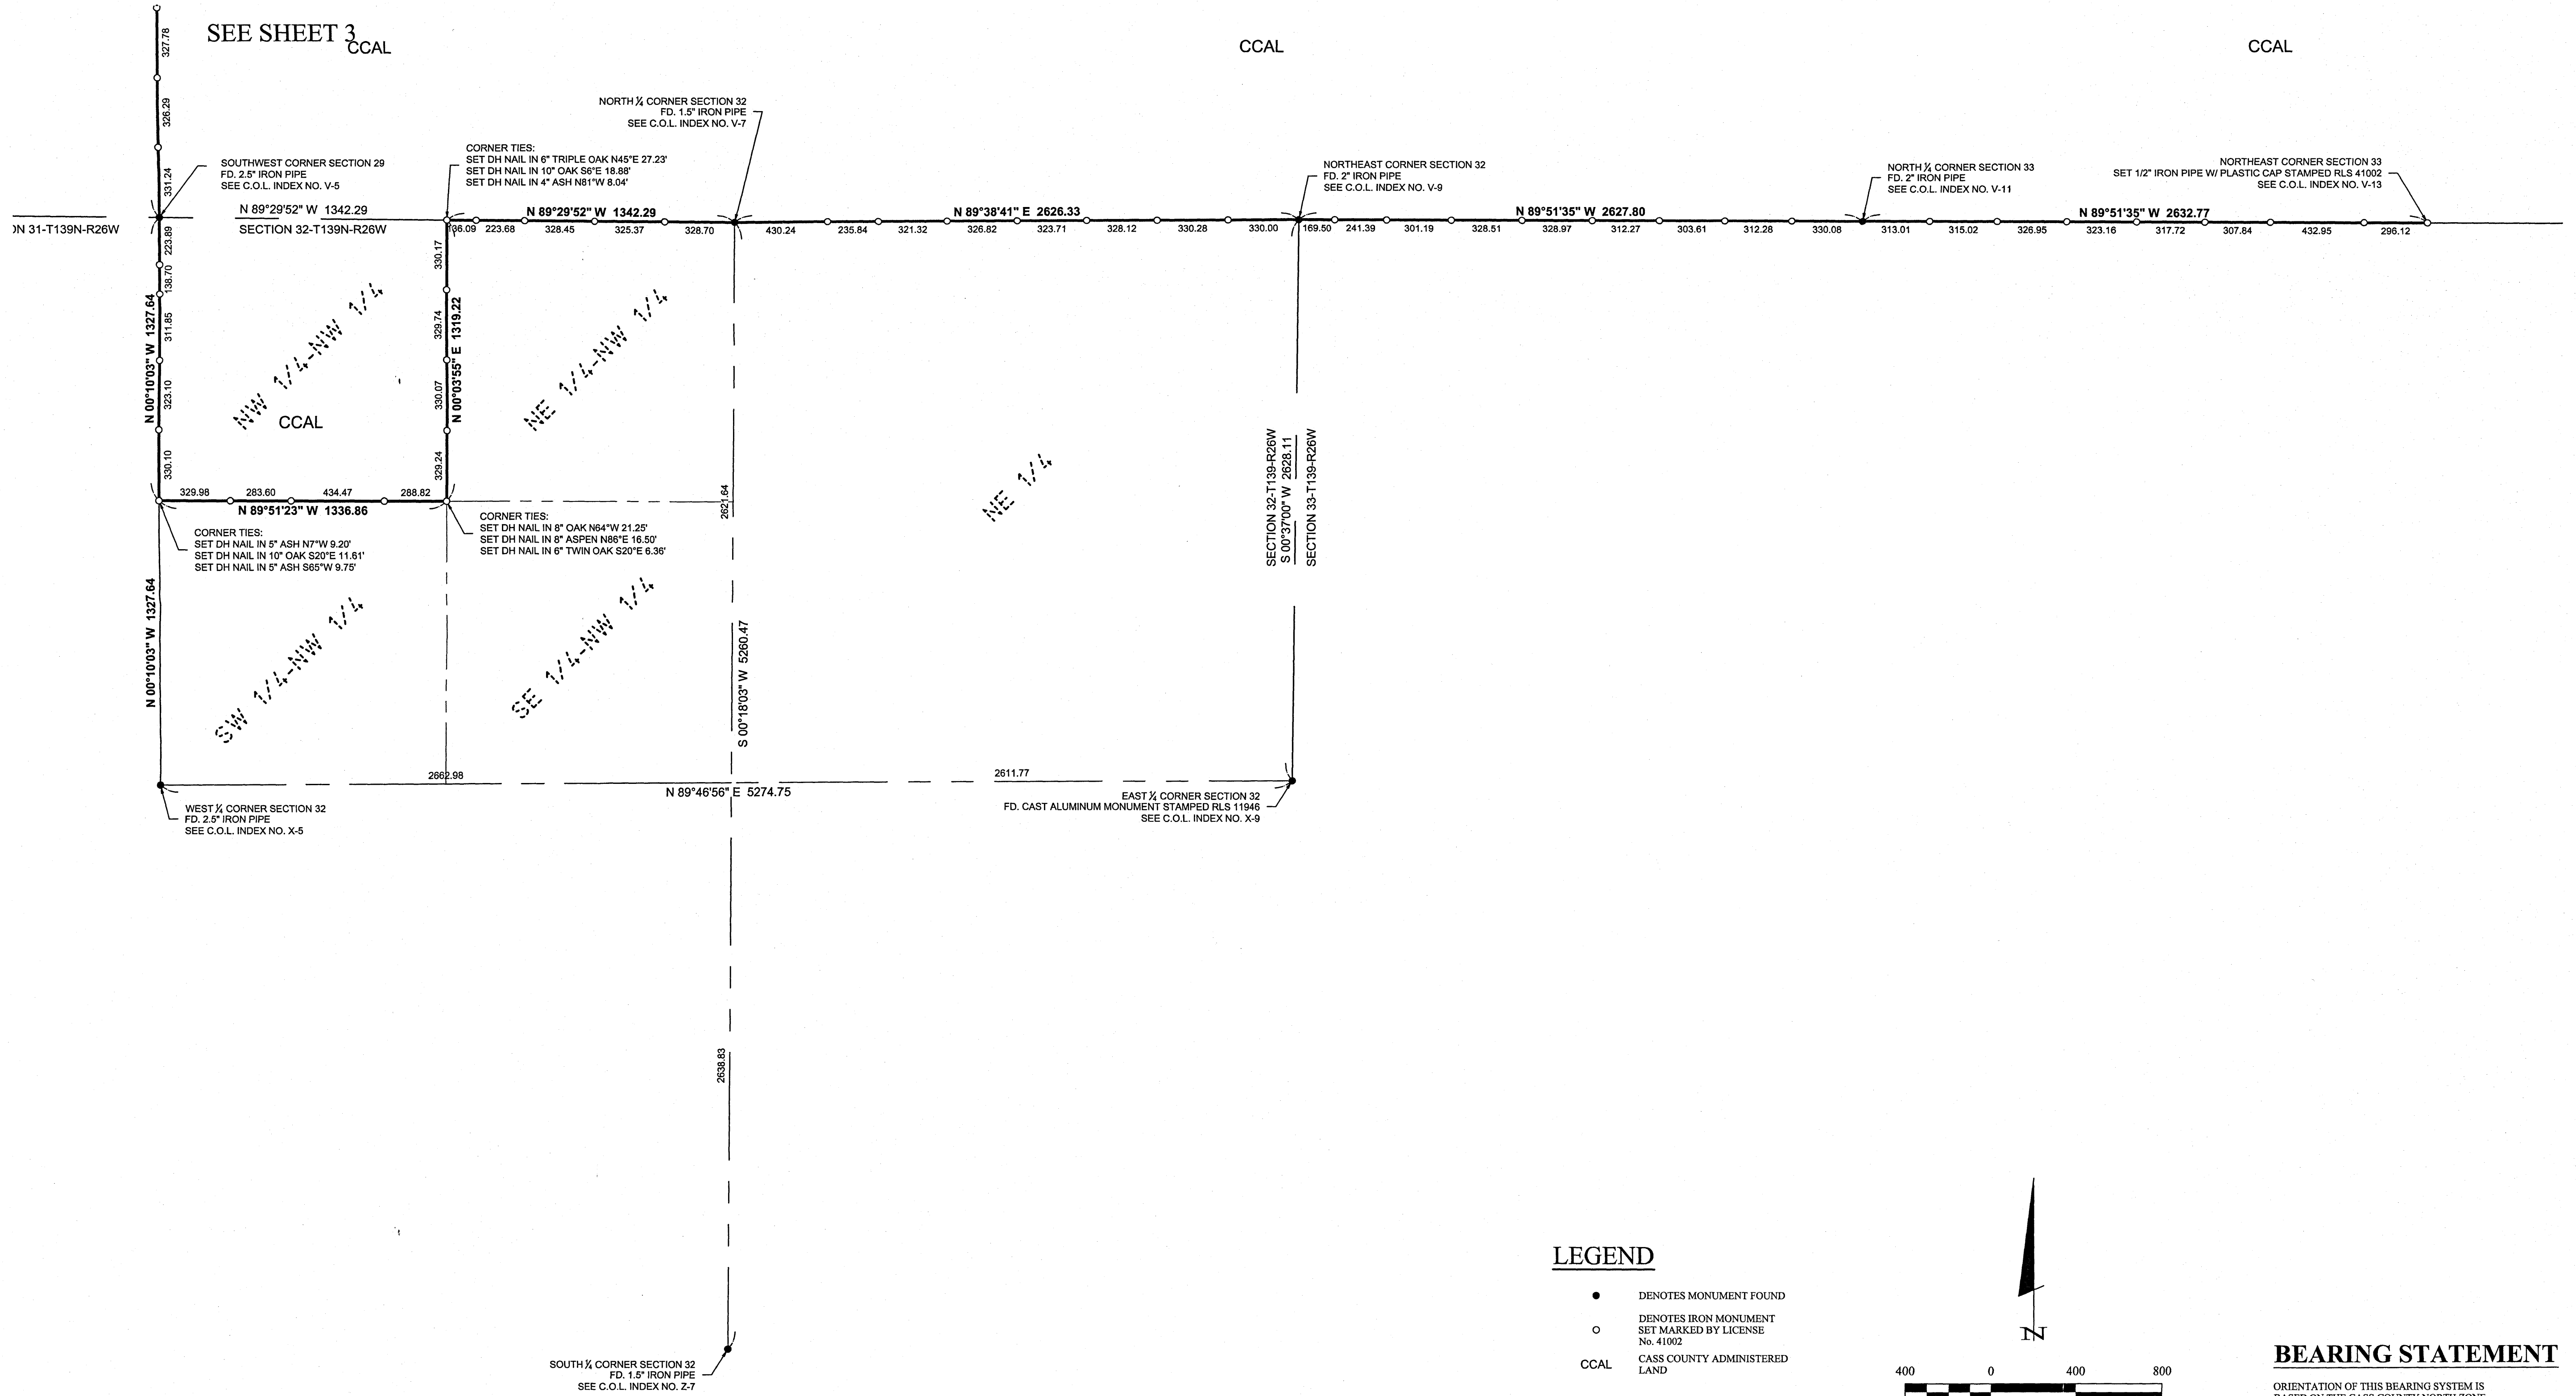 SEE SHEET 3
CCAL
CCAL
CCAL
327.78
326.29
331.24
NORTH ¼ CORNER SECTION 32
FD. 1.5" IRON PIPE
SEE C.O.L. INDEX NO. V-7
CORNER TIES:
SET DH NAIL IN 6" TRIPLE OAK N45°E 27.23'
SET DH NAIL IN 10" OAK S6°E 18.88'
SET DH NAIL IN 4" ASH N81°W 8.04'
SOUTHWEST CORNER SECTION 29
FD. 2.5" IRON PIPE
SEE C.O.L. INDEX NO. V-5
NORTHEAST CORNER SECTION 32
FD. 2" IRON PIPE
SEE C.O.L. INDEX NO. V-9
NORTH ¼ CORNER SECTION 33
FD. 2" IRON PIPE
SEE C.O.L. INDEX NO. V-11
NORTHEAST CORNER SECTION 33
SET 1/2" IRON PIPE W/ PLASTIC CAP STAMPED RLS 41002
SEE C.O.L. INDEX NO. V-13
N 89°29'52" W 1342.29
N 89°29'52" W 1342.29
N 89°38'41" E 2626.33
N 89°51'35" W 2627.80
N 89°51'35" W 2632.77
31-T139N-R26W
SECTION 32-T139N-R26W
136.09 223.68 328.45 325.37 328.70 430.24 235.84 321.32 326.82 323.71 328.12 330.28 330.00 169.50 241.39 301.19 328.51 328.97 312.27 303.61 312.28 330.08 313.01 315.02 326.95 323.16 317.72 307.84 432.95 296.12
223.89
138.70
311.85
323.10
330.10
N 00°10'03" W 1327.64
330.17
329.74
330.07
329.24
N 00°03'55" E 1319.22
NW 1/4-NW 1/4
CCAL
NE 1/4-NW 1/4
NE 1/4
SECTION 32-T139-R26W
S 00°37'00" W 2628.11
SECTION 33-T139-R26W
329.98 283.60 434.47 288.82
N 89°51'23" W 1336.86
2621.64
CORNER TIES:
SET DH NAIL IN 5" ASH N7°W 9.20'
SET DH NAIL IN 10" OAK S20°E 11.61'
SET DH NAIL IN 5" ASH S65°W 9.75'
CORNER TIES:
SET DH NAIL IN 8" OAK N64°W 21.25'
SET DH NAIL IN 8" ASPEN N86°E 16.50'
SET DH NAIL IN 6" TWIN OAK S20°E 6.36'
N 00°10'03" W 1327.64
SW 1/4-NW 1/4
SE 1/4-NW 1/4
S 00°18'03" W 5260.47
2662.98
2611.77
N 89°46'56" E 5274.75
WEST ¼ CORNER SECTION 32
FD. 2.5" IRON PIPE
SEE C.O.L. INDEX NO. X-5
EAST ¼ CORNER SECTION 32
FD. CAST ALUMINUM MONUMENT STAMPED RLS 11946
SEE C.O.L. INDEX NO. X-9
2638.83
SOUTH ¼ CORNER SECTION 32
FD. 1.5" IRON PIPE
SEE C.O.L. INDEX NO. Z-7
LEGEND
DENOTES MONUMENT FOUND
DENOTES IRON MONUMENT
SET MARKED BY LICENSE
No. 41002
CCAL CASS COUNTY ADMINISTERED
LAND
N
400 0 400 800
BEARING STATEMENT
ORIENTATION OF THIS BEARING SYSTEM IS
BASED ON THE CASS COUNTY NORTH ZONE